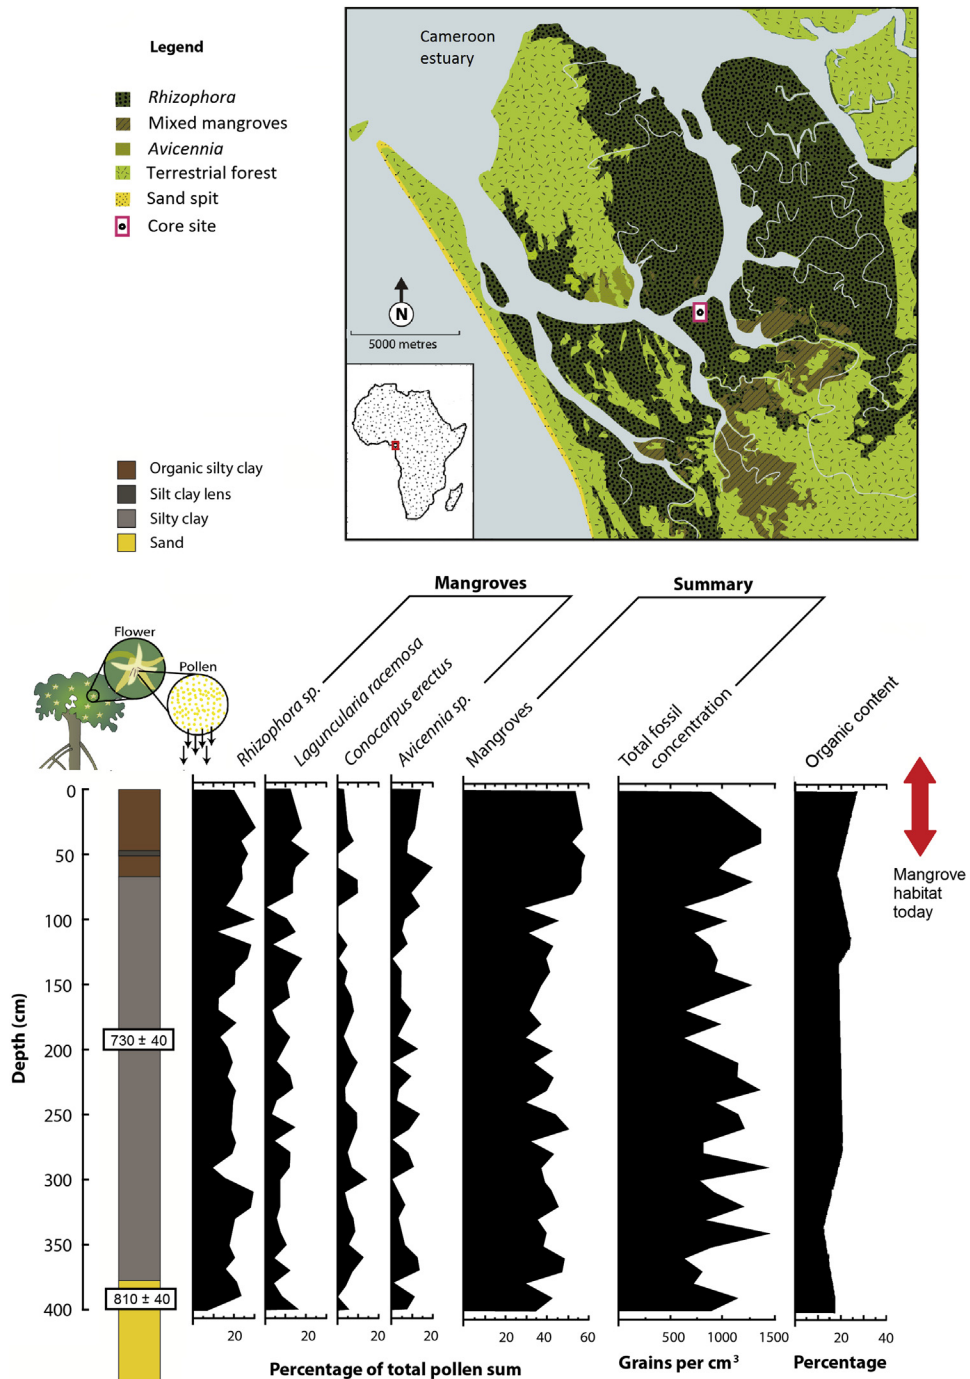 Legend
Rhizophora
Mixed mangroves
Avicennia
Terrestrial forest
Sand spit
Core site
Cameroon
estuary
N
5000 metres
Organic silty clay
Silt clay lens
Silty clay
Sand
Mangroves
Summary
Flower
Pollen
Rhizophora sp.
Laguncularia racemosa
Conocarpus erectus
Avicennia sp.
Mangroves
Total fossil
concentration
Organic content
Mangrove
habitat
today
Depth (cm)
0
50
100
150
200
250
300
350
400
730 ± 40
810 ± 40
20
20
20
20
20 40 60
500 1000 1500
20 40
Percentage of total pollen sum
Grains per cm³
Percentage